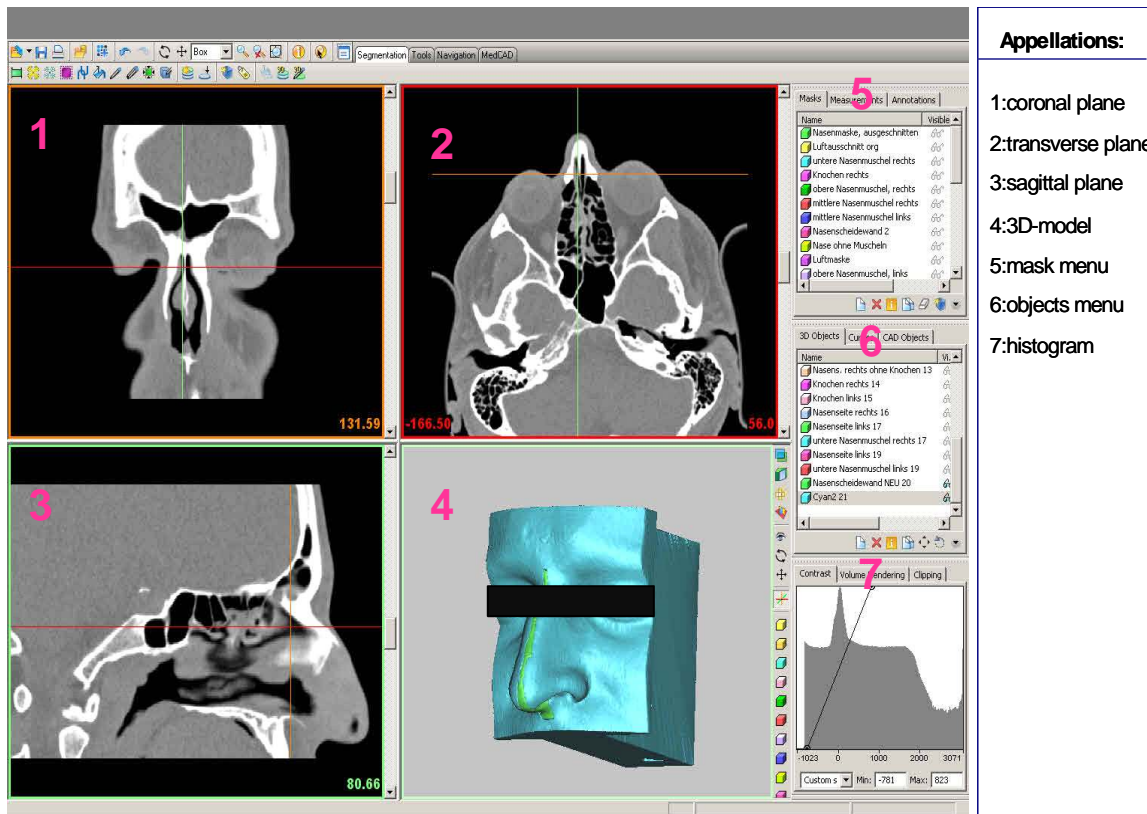 Appellations:
1:coronal plane
2:transverse plane
3:sagittal plane
4:3D-model
5:mask menu
6:objects menu
7:histogram
Box
Segmentation Tools Navigation MedCAD
1
131.59
2
-166.50 56.0
3
80.66
4
5
Masks Measurements Annotations
Name Visible
Nasenmaske, ausgeschnitten
Luftausschnitt org
untere Nasenmuschel rechts
Knochen rechts
obere Nasenmuschel, rechts
mittlere Nasenmuschel rechts
mittlere Nasenmuschel links
Nasenscheidewand 2
Nase ohne Muscheln
Luftmaske
obere Nasenmuschel, links
6
3D Objects CAD Objects
Name Vi.
Nasens. rechts ohne Knochen 13
Knochen rechts 14
Knochen links 15
Nasenseite rechts 16
Nasenseite links 17
untere Nasenmuschel rechts 17
Nasenseite links 19
untere Nasenmuschel links 19
Nasenscheidewand NEU 20
Cyan2 21
7
Contrast Volume Rendering Clipping
-1023 0 1000 2000 3071
Custom s Min: -781 Max: 823